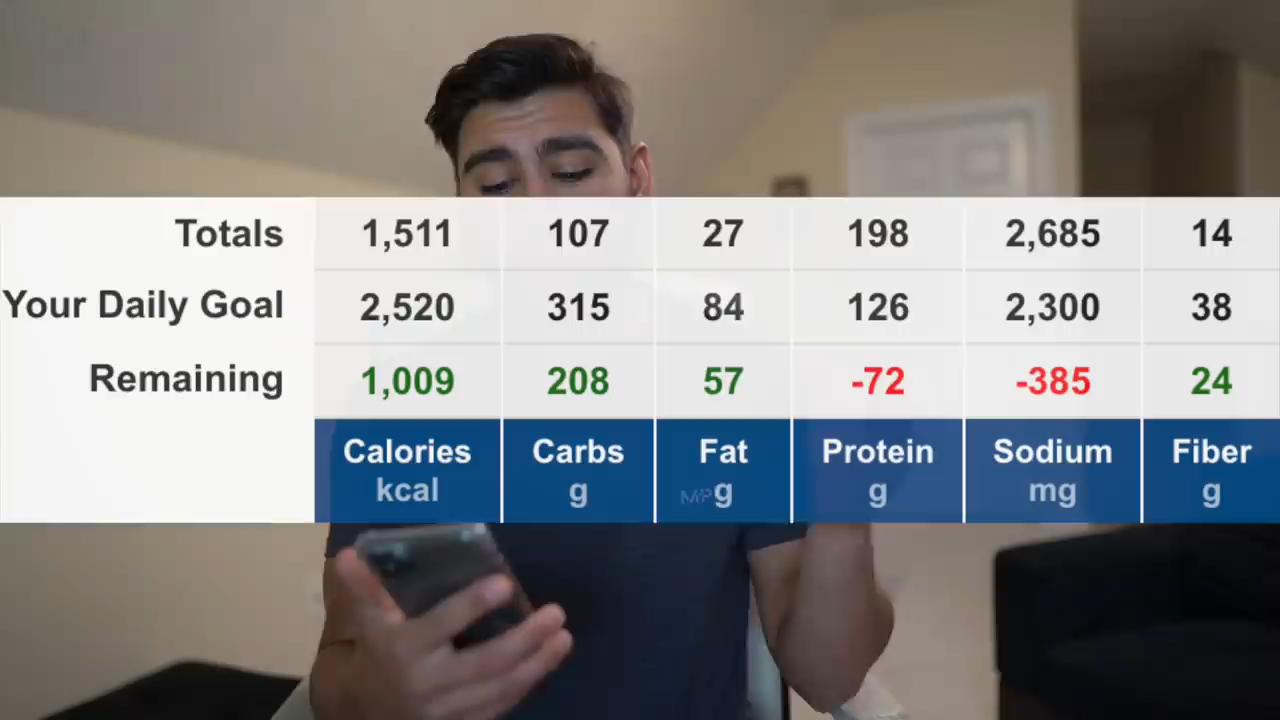 Totals 1,511 107 27 198 2,685 14
Your Daily Goal 2,520 315 84 126 2,300 38
Remaining 1,009 208 57 -72 -385 24
Calories Carbs Fat Protein Sodium Fiber
kcal g g g mg g